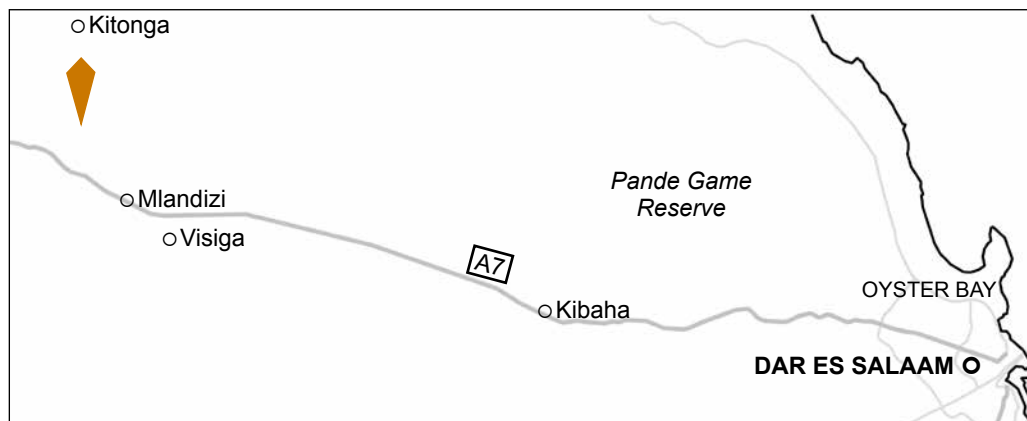 Kitonga
Pande Game
Reserve
Mlandizi
Visiga
A7
OYSTER BAY
Kibaha
DAR ES SALAAM